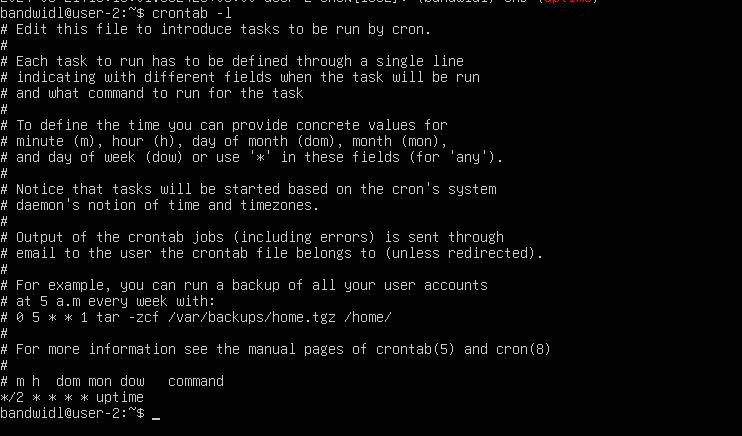 bandwidl@user-2:~$ crontab -l
# Edit this file to introduce tasks to be run by cron.
#
# Each task to run has to be defined through a single line
# indicating with different fields when the task will be run
# and what command to run for the task
#
# To define the time you can provide concrete values for
# minute (m), hour (h), day of month (dom), month (mon),
# and day of week (dow) or use '*' in these fields (for 'any').
#
# Notice that tasks will be started based on the cron's system
# daemon's notion of time and timezones.
#
# Output of the crontab jobs (including errors) is sent through
# email to the user the crontab file belongs to (unless redirected).
#
# For example, you can run a backup of all your user accounts
# at 5 a.m every week with:
# 0 5 * * 1 tar -zcf /var/backups/home.tgz /home/
#
# For more information see the manual pages of crontab(5) and cron(8)
#
# m h  dom mon dow   command
*/2 * * * * uptime
bandwidl@user-2:~$ _